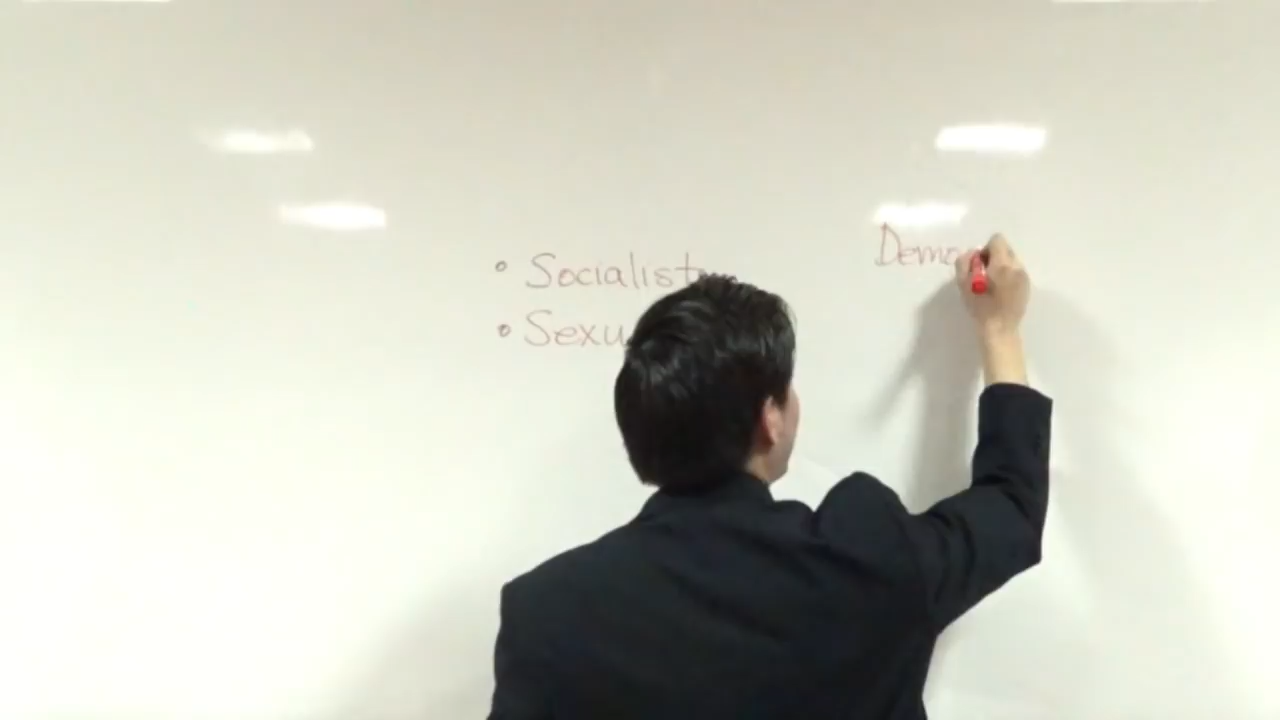 • Socialist
• Sexu
Demo